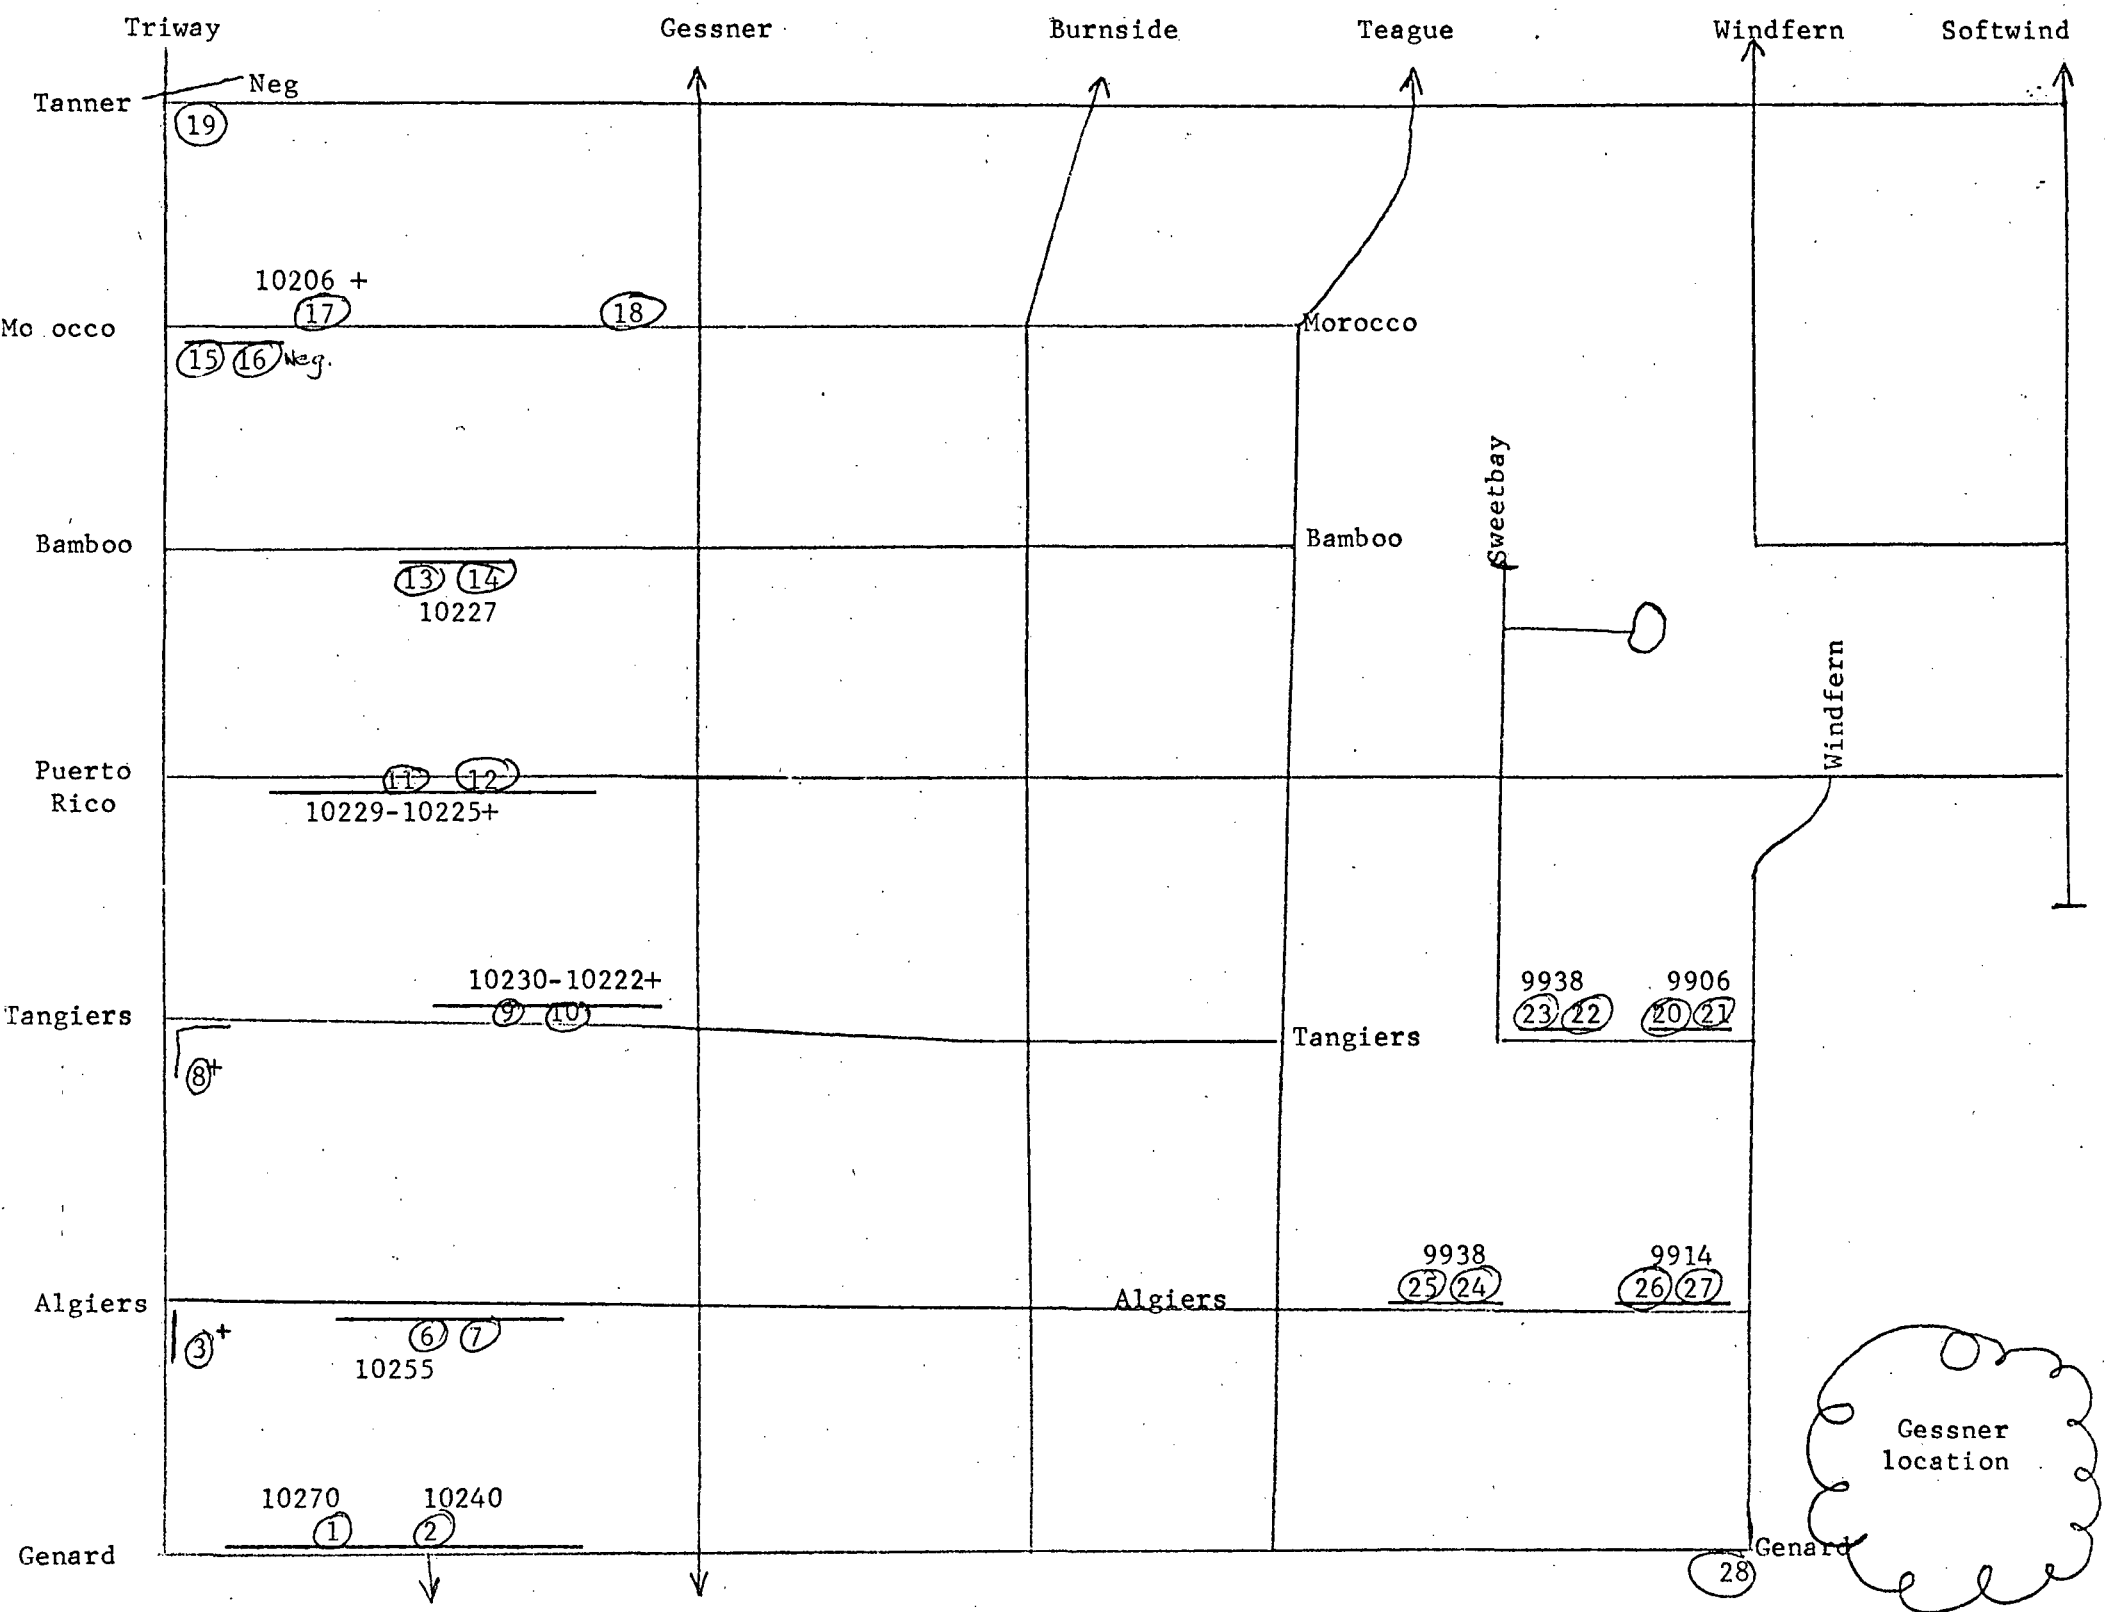 Triway Gessner Burnside Teague Windfern Softwind
Neg
Tanner
19
10206 +
17 18
Mo occo Morocco
15 16 Neg.
Sweetbay
Bamboo Bamboo
13 14
10227
Windfern
Puerto
Rico
11 12
10229-10225+
10230-10222+ 9938 9906
9 10 23 22 20 21
Tangiers Tangiers
8+
9938 9914
25 24 26 27
Algiers Algiers
3+ 6 7
10255
Gessner
location
10270 10240
1 2
Genard Genard
28